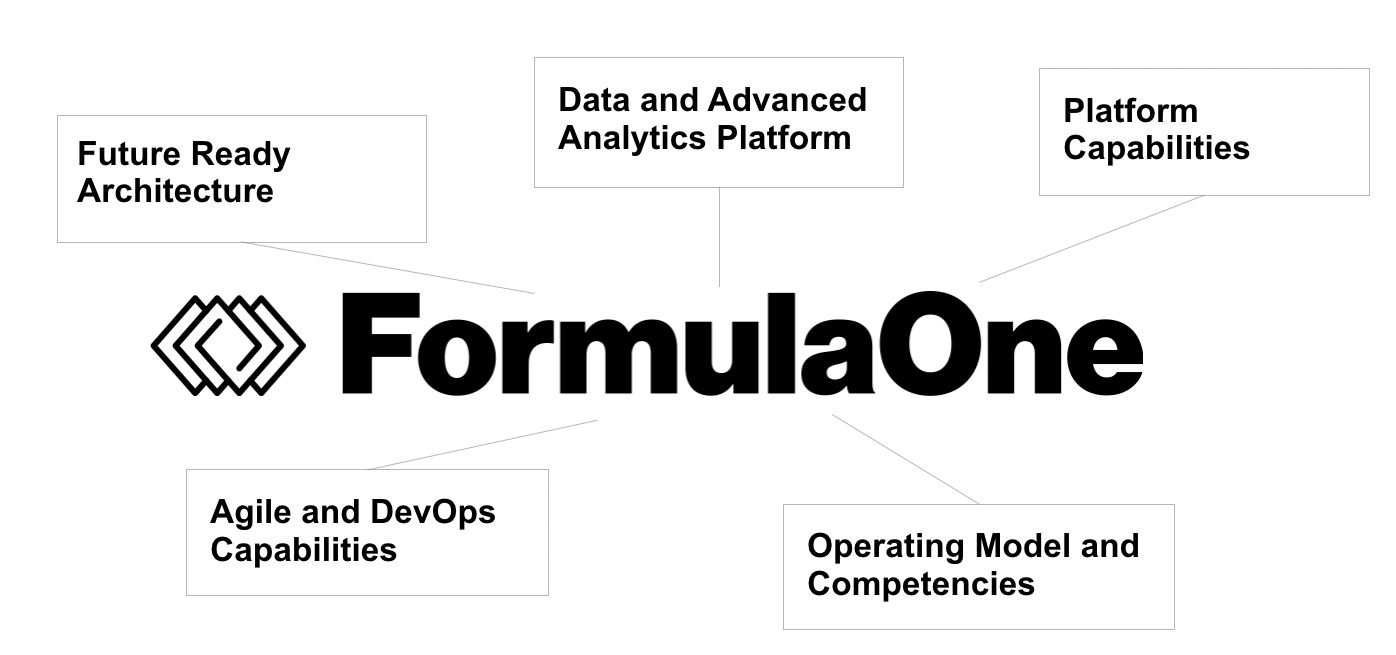 Future Ready
Architecture
Data and Advanced
Analytics Platform
Platform
Capabilities
FormulaOne
Agile and DevOps
Capabilities
Operating Model and
Competencies